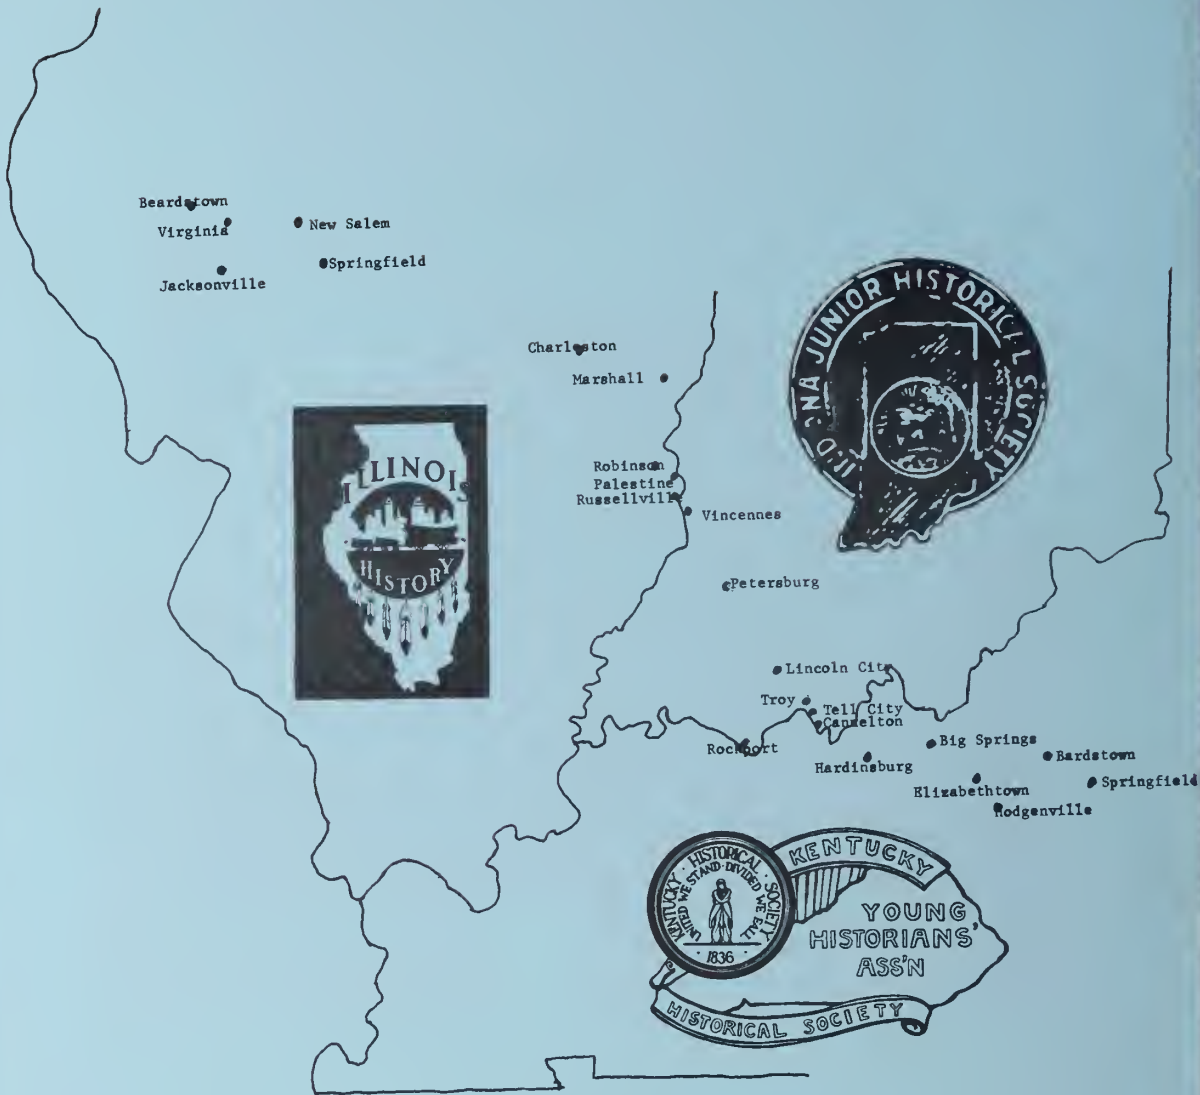 Beardstown
Virginia
New Salem
Springfield
Jacksonville
Charleston
Marshall
INDIANA JUNIOR HISTORICAL SOCIETY
ILLINOIS
HISTORY
Robinson
Palestine
Russellville
Vincennes
Petersburg
Lincoln City
Troy
Tell City
Cannelton
Rockport
Big Springs
Hardinsburg
Bardstown
Elizabethtown
Springfield
Hodgenville
KENTUCKY · HISTORICAL · SOCIETY
UNITED WE STAND · DIVIDED WE FALL
· 1836 ·
KENTUCKY
YOUNG
HISTORIANS'
ASS'N
HISTORICAL SOCIETY